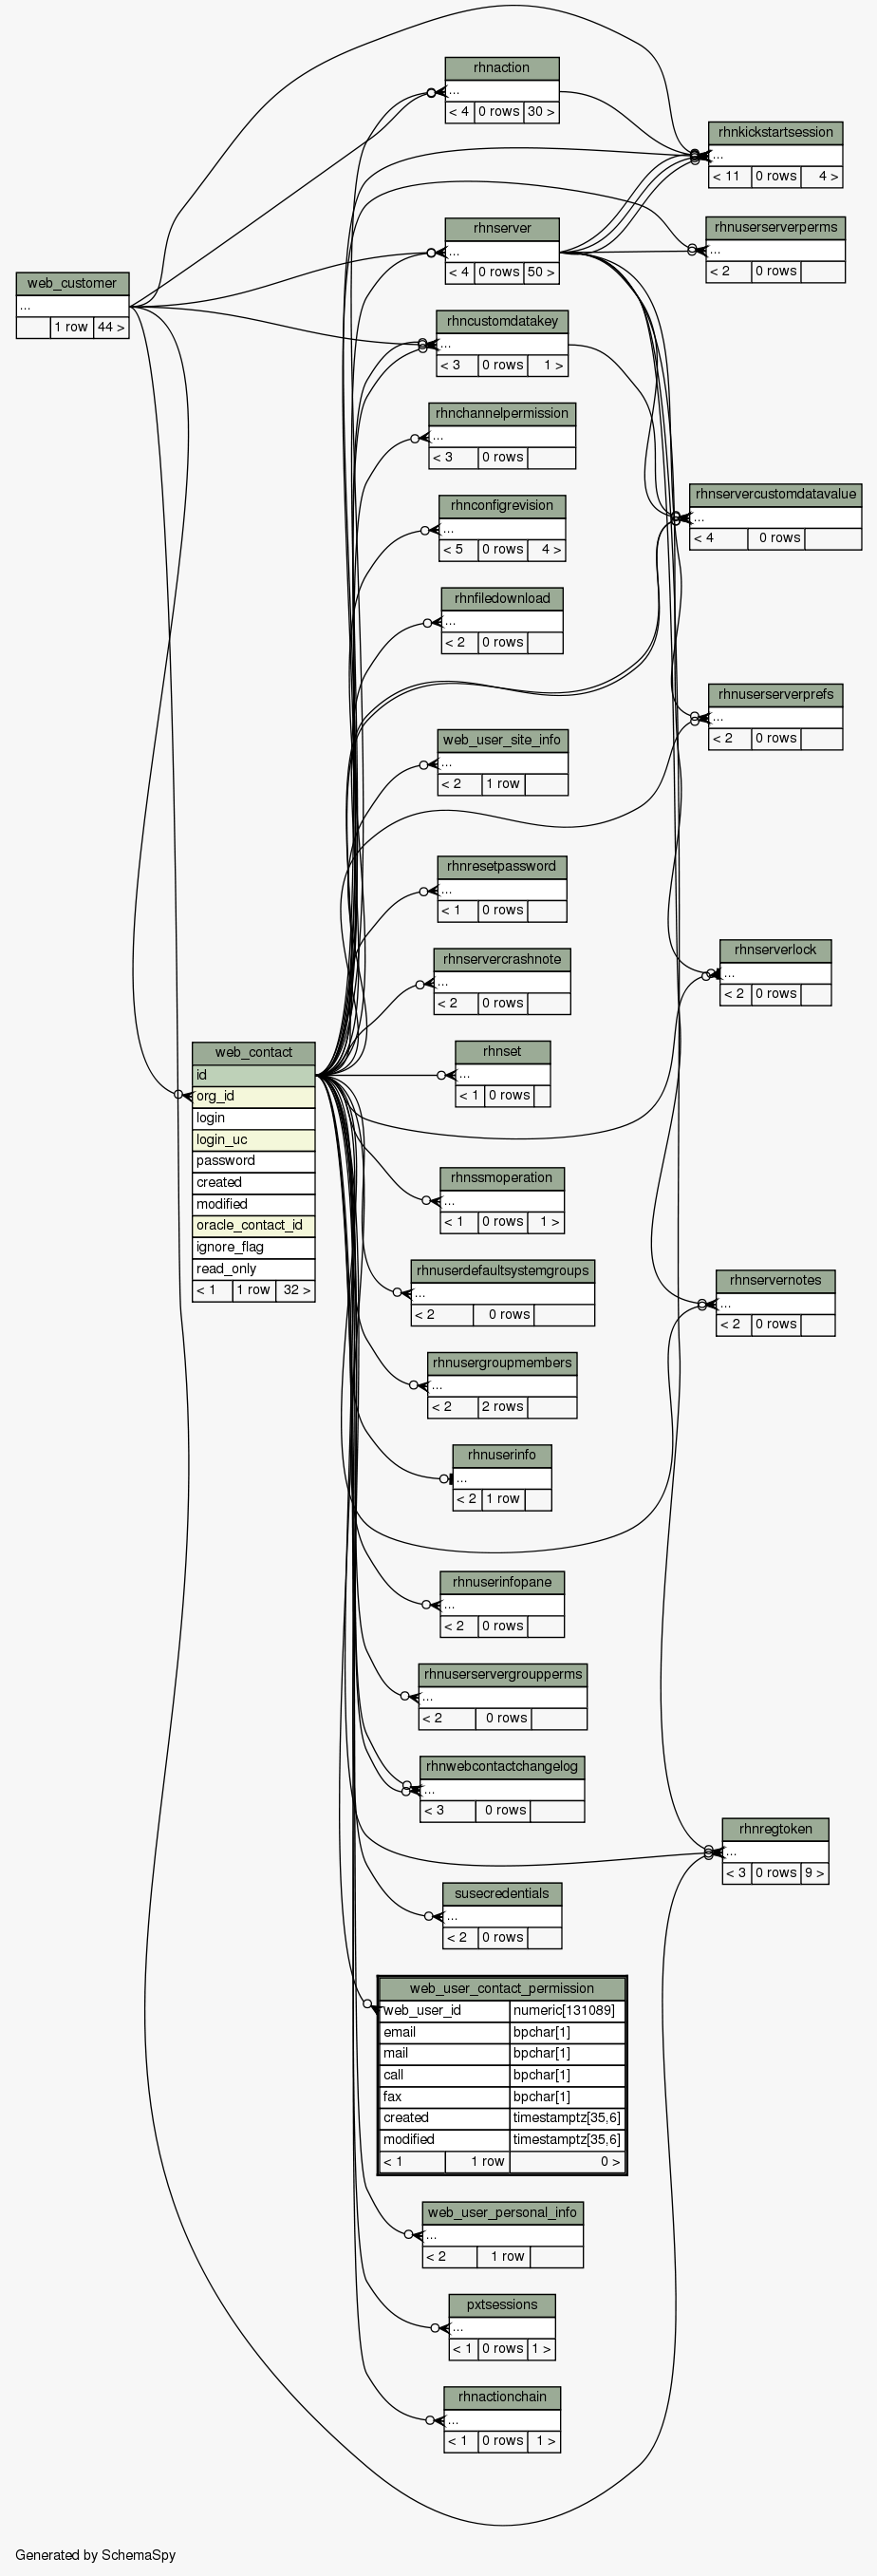 rhnaction
...
< 4 0 rows 30 >
rhnkickstartsession
...
< 11 0 rows 4 >
rhnuserserverperms
...
< 2 0 rows
rhnserver
...
< 4 0 rows 50 >
web_customer
...
1 row 44 >
rhncustomdatakey
...
< 3 0 rows 1 >
rhnchannelpermission
...
< 3 0 rows
rhnservercustomdatavalue
...
< 4 0 rows
rhnconfigrevision
...
< 5 0 rows 4 >
rhnfiledownload
...
< 2 0 rows
rhnuserserverprefs
...
< 2 0 rows
web_user_site_info
...
< 2 1 row
rhnresetpassword
...
< 1 0 rows
rhnserverlock
...
< 2 0 rows
rhnservercrashnote
...
< 2 0 rows
web_contact
id
org_id
login
login_uc
password
created
modified
oracle_contact_id
ignore_flag
read_only
< 1 1 row 32 >
rhnset
...
< 1 0 rows
rhnssmoperation
...
< 1 0 rows 1 >
rhnuserdefaultsystemgroups
...
< 2 0 rows
rhnservernotes
...
< 2 0 rows
rhnusergroupmembers
...
< 2 2 rows
rhnuserinfo
...
< 2 1 row
rhnuserinfopane
...
< 2 0 rows
rhnuserservergroupperms
...
< 2 0 rows
rhnwebcontactchangelog
...
< 3 0 rows
rhnregtoken
...
< 3 0 rows 9 >
susecredentials
...
< 2 0 rows
web_user_contact_permission
web_user_id numeric[131089]
email bpchar[1]
mail bpchar[1]
call bpchar[1]
fax bpchar[1]
created timestamptz[35,6]
modified timestamptz[35,6]
< 1 1 row 0 >
web_user_personal_info
...
< 2 1 row
pxtsessions
...
< 1 0 rows 1 >
rhnactionchain
...
< 1 0 rows 1 >
Generated by SchemaSpy